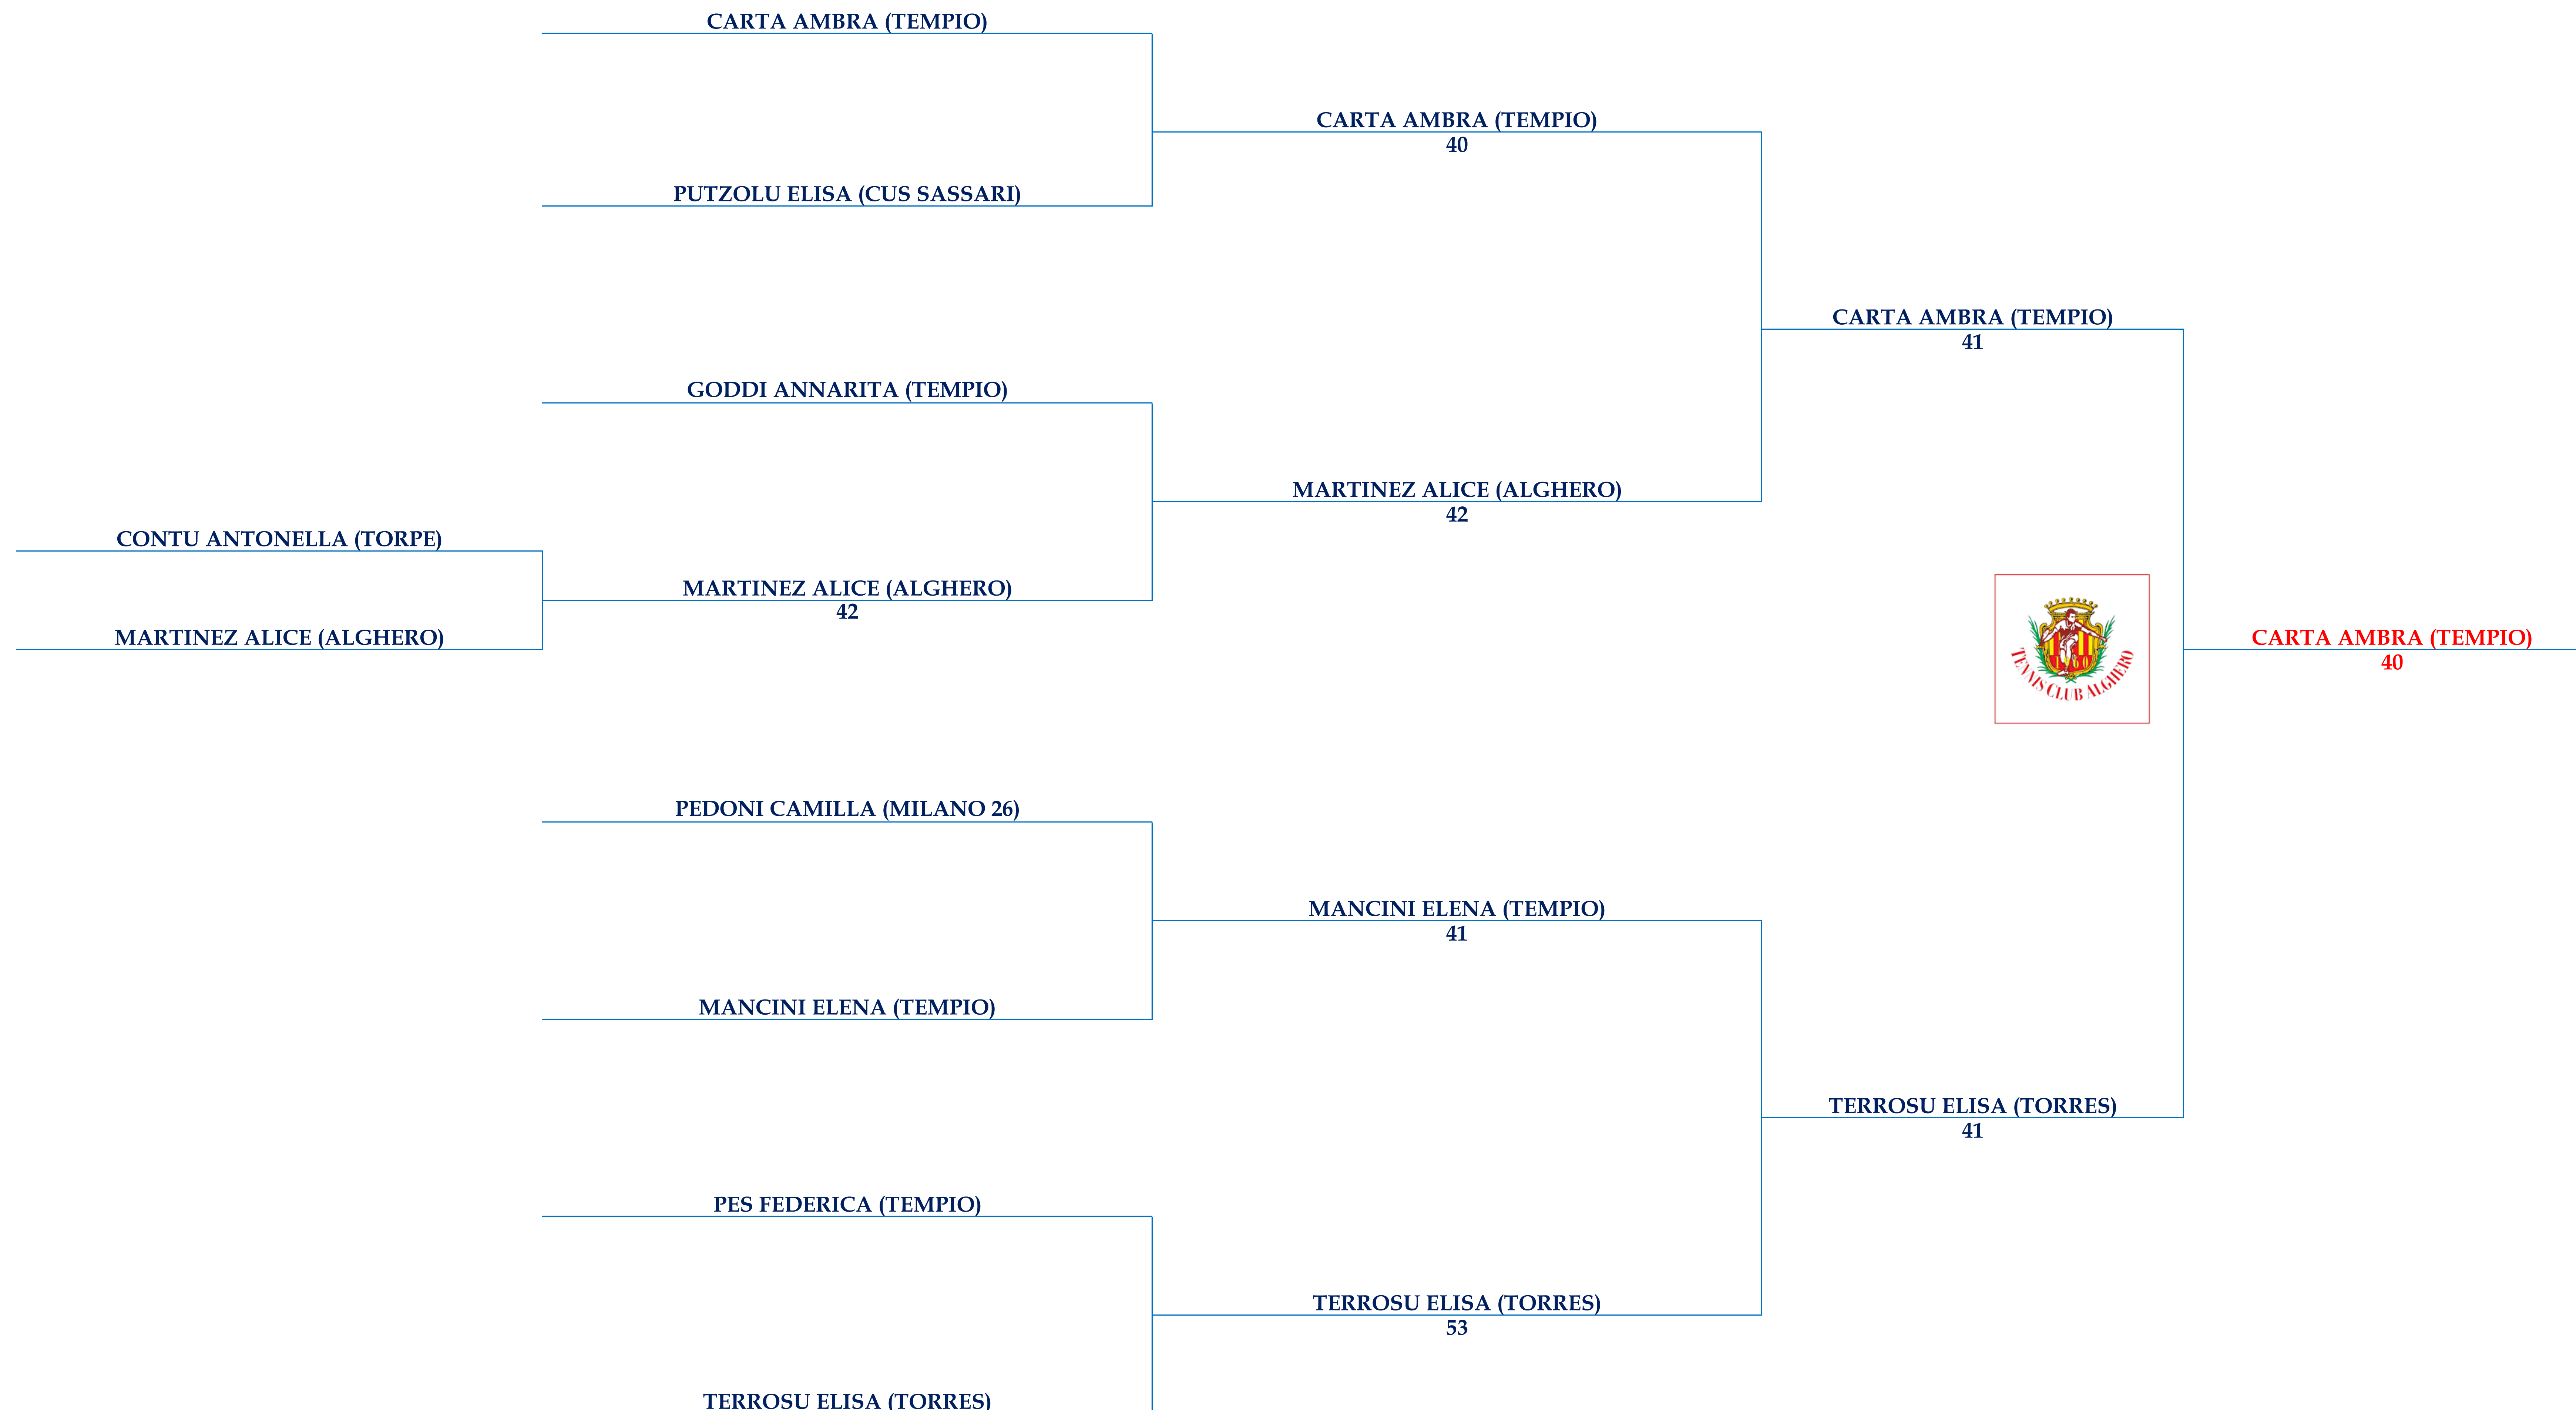 CARTA AMBRA (TEMPIO)
CARTA AMBRA (TEMPIO)
40
PUTZOLU ELISA (CUS SASSARI)
CARTA AMBRA (TEMPIO)
41
GODDI ANNARITA (TEMPIO)
MARTINEZ ALICE (ALGHERO)
42
CONTU ANTONELLA (TORPE)
MARTINEZ ALICE (ALGHERO)
42
MARTINEZ ALICE (ALGHERO)
TENNIS CLUB ALGHERO
CARTA AMBRA (TEMPIO)
40
PEDONI CAMILLA (MILANO 26)
MANCINI ELENA (TEMPIO)
41
MANCINI ELENA (TEMPIO)
TERROSU ELISA (TORRES)
41
PES FEDERICA (TEMPIO)
TERROSU ELISA (TORRES)
53
TERROSU ELISA (TORRES)